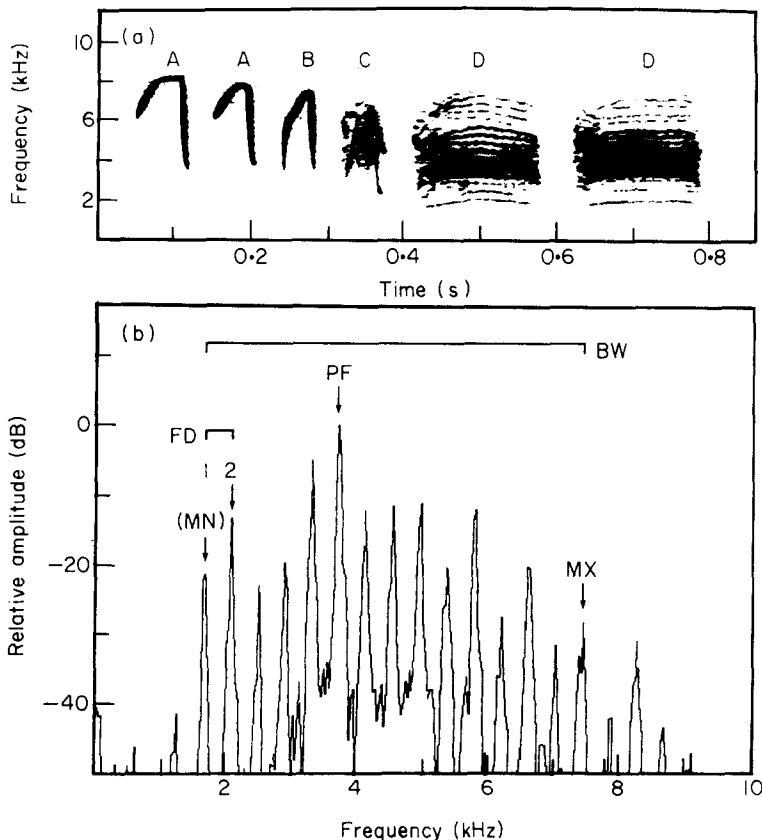 (a)
10
6
2
Frequency (kHz)
A A B C D D
0·2 0·4 0·6 0·8
Time (s)
(b)
BW
PF
FD
1 2
(MN)
MX
0
−20
−40
Relative amplitude (dB)
2 4 6 8 10
Frequency (kHz)